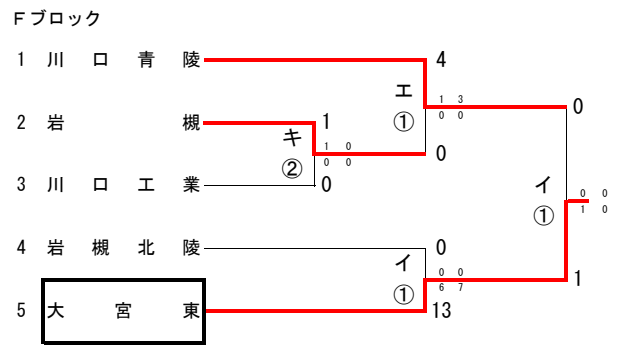 Ｆブロック
1 川口青陵 4
エ
① 1 3
0 0
0
2 岩槻 1
キ
② 1 0
0 0
0
3 川口工業 0
イ
① 0 0
1 0
4 岩槻北陵 0
イ
① 0 0
6 7
1
5 大宮東 13